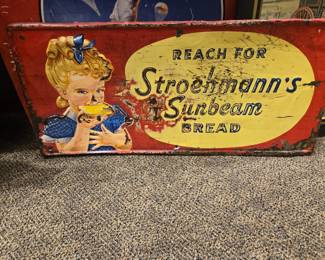 REACH FOR
Stroehmann's
Sunbeam
BREAD